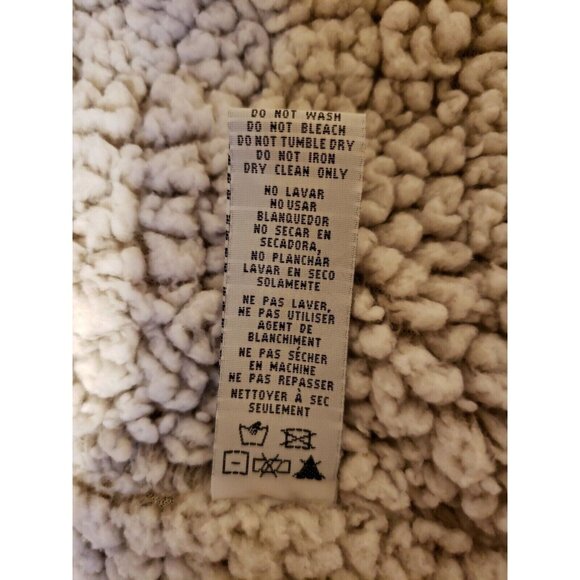 DO NOT WASH
DO NOT BLEACH
DO NOT TUMBLE DRY
DO NOT IRON
DRY CLEAN ONLY
NO LAVAR
NO USAR
BLANQUEDOR
NO SECAR EN
SECADORA,
NO PLANCHAR
LAVAR EN SECO
SOLAMENTE
NE PAS LAVER,
NE PAS UTILISER
AGENT DE
BLANCHIMENT
NE PAS SÉCHER
EN MACHINE
NE PAS REPASSER
NETTOYER À SEC
SEULEMENT